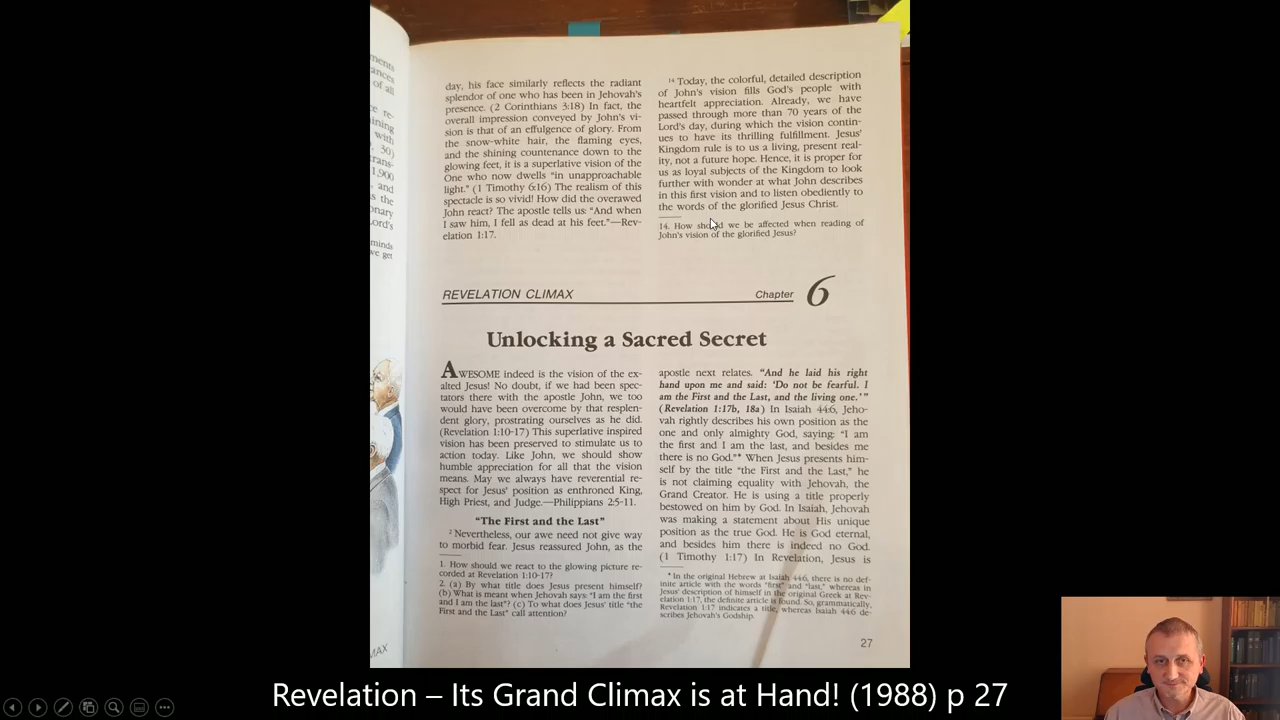 ments
ances
of all
ce re-
ining
with
30)
trans-
1,900
and
s the
onary
ord's
minds
we get
day, his face similarly reflects the radiant
splendor of one who has been in Jehovah's
presence. (2 Corinthians 3:18) In fact, the
overall impression conveyed by John's vi-
sion is that of an effulgence of glory. From
the snow-white hair, the flaming eyes,
and the shining countenance down to the
glowing feet, it is a superlative vision of the
One who now dwells "in unapproachable
light." (1 Timothy 6:16) The realism of this
spectacle is so vivid! How did the overawed
John react? The apostle tells us: "And when
I saw him, I fell as dead at his feet."—Rev-
elation 1:17.
14 Today, the colorful, detailed description
of John's vision fills God's people with
heartfelt appreciation. Already, we have
passed through more than 70 years of the
Lord's day, during which the vision contin-
ues to have its thrilling fulfillment. Jesus'
Kingdom rule is to us a living, present real-
ity, not a future hope. Hence, it is proper for
us as loyal subjects of the Kingdom to look
further with wonder at what John describes
in this first vision and to listen obediently to
the words of the glorified Jesus Christ.
14. How should we be affected when reading of
John's vision of the glorified Jesus?
REVELATION CLIMAX Chapter 6
Unlocking a Sacred Secret
AWESOME indeed is the vision of the ex-
alted Jesus! No doubt, if we had been spec-
tators there with the apostle John, we too
would have been overcome by that resplen-
dent glory, prostrating ourselves as he did.
(Revelation 1:10-17) This superlative inspired
vision has been preserved to stimulate us to
action today. Like John, we should show
humble appreciation for all that the vision
means. May we always have reverential re-
spect for Jesus' position as enthroned King,
High Priest, and Judge.—Philippians 2:5-11.
"The First and the Last"
2 Nevertheless, our awe need not give way
to morbid fear. Jesus reassured John, as the
1. How should we react to the glowing picture re-
corded at Revelation 1:10-17?
2. (a) By what title does Jesus present himself?
(b) What is meant when Jehovah says: "I am the first
and I am the last"? (c) To what does Jesus' title "the
First and the Last" call attention?
apostle next relates. "And he laid his right
hand upon me and said: 'Do not be fearful. I
am the First and the Last, and the living one.'"
(Revelation 1:17b, 18a) In Isaiah 44:6, Jeho-
vah rightly describes his own position as the
one and only almighty God, saying: "I am
the first and I am the last, and besides me
there is no God."* When Jesus presents him-
self by the title "the First and the Last," he
is not claiming equality with Jehovah, the
Grand Creator. He is using a title properly
bestowed on him by God. In Isaiah, Jehovah
was making a statement about His unique
position as the true God. He is God eternal,
and besides him there is indeed no God.
(1 Timothy 1:17) In Revelation, Jesus is
* In the original Hebrew at Isaiah 44:6, there is no def-
inite article with the words "first" and "last," whereas in
Jesus' description of himself in the original Greek at Rev-
elation 1:17, the definite article is found. So, grammatically,
Revelation 1:17 indicates a title, whereas Isaiah 44:6 de-
scribes Jehovah's Godship.
27
MAX
Revelation – Its Grand Climax is at Hand! (1988) p 27